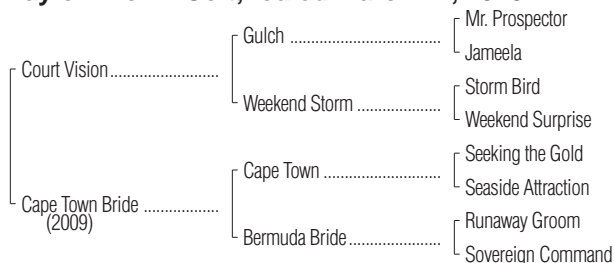 Mr. Prospector
Gulch ......................
Jameela
Court Vision..........................
Storm Bird
Weekend Storm ....................
Weekend Surprise
Seeking the Gold
Cape Town ............................
Seaside Attraction
Cape Town Bride ..................
(2009)
Runaway Groom
Bermuda Bride......................
Sovereign Command